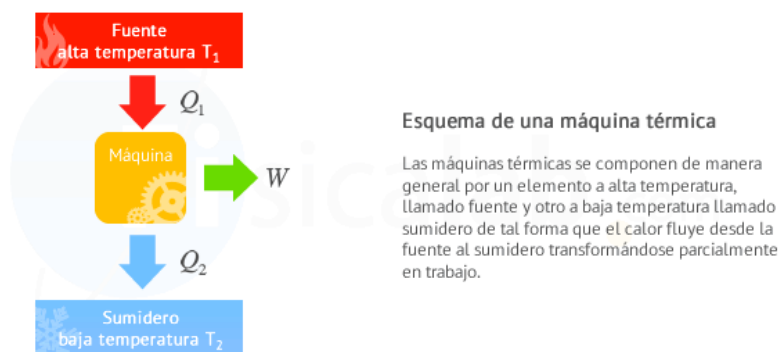 Fuente
alta temperatura T₁
Q₁
Máquina
W
Q₂
Sumidero
baja temperatura T₂
Esquema de una máquina térmica
Las máquinas térmicas se componen de manera
general por un elemento a alta temperatura,
llamado fuente y otro a baja temperatura llamado
sumidero de tal forma que el calor fluye desde la
fuente al sumidero transformándose parcialmente
en trabajo.